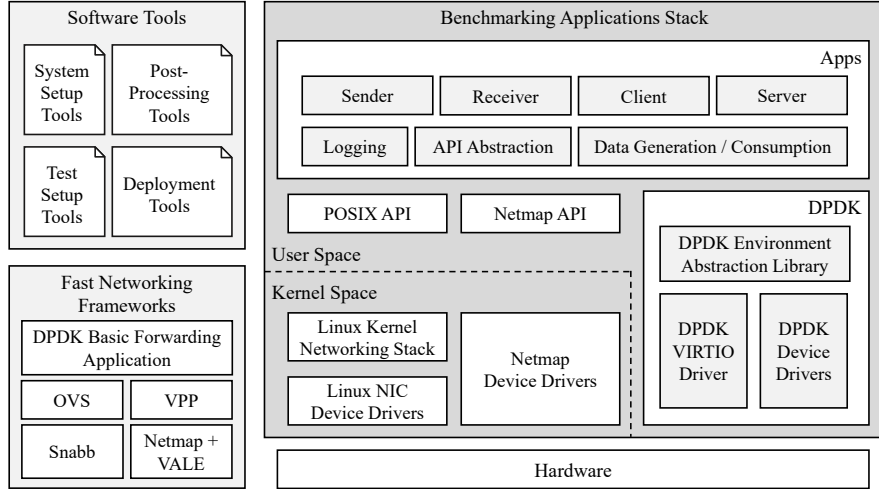 Software Tools
System
Setup
Tools
Post-
Processing
Tools
Test
Setup
Tools
Deployment
Tools
Fast Networking
Frameworks
DPDK Basic Forwarding
Application
OVS
VPP
Snabb
Netmap +
VALE
Benchmarking Applications Stack
Apps
Sender
Receiver
Client
Server
Logging
API Abstraction
Data Generation / Consumption
POSIX API
Netmap API
User Space
Kernel Space
Linux Kernel
Networking Stack
Linux NIC
Device Drivers
Netmap
Device Drivers
DPDK
DPDK Environment
Abstraction Library
DPDK
VIRTIO
Driver
DPDK
Device
Drivers
Hardware